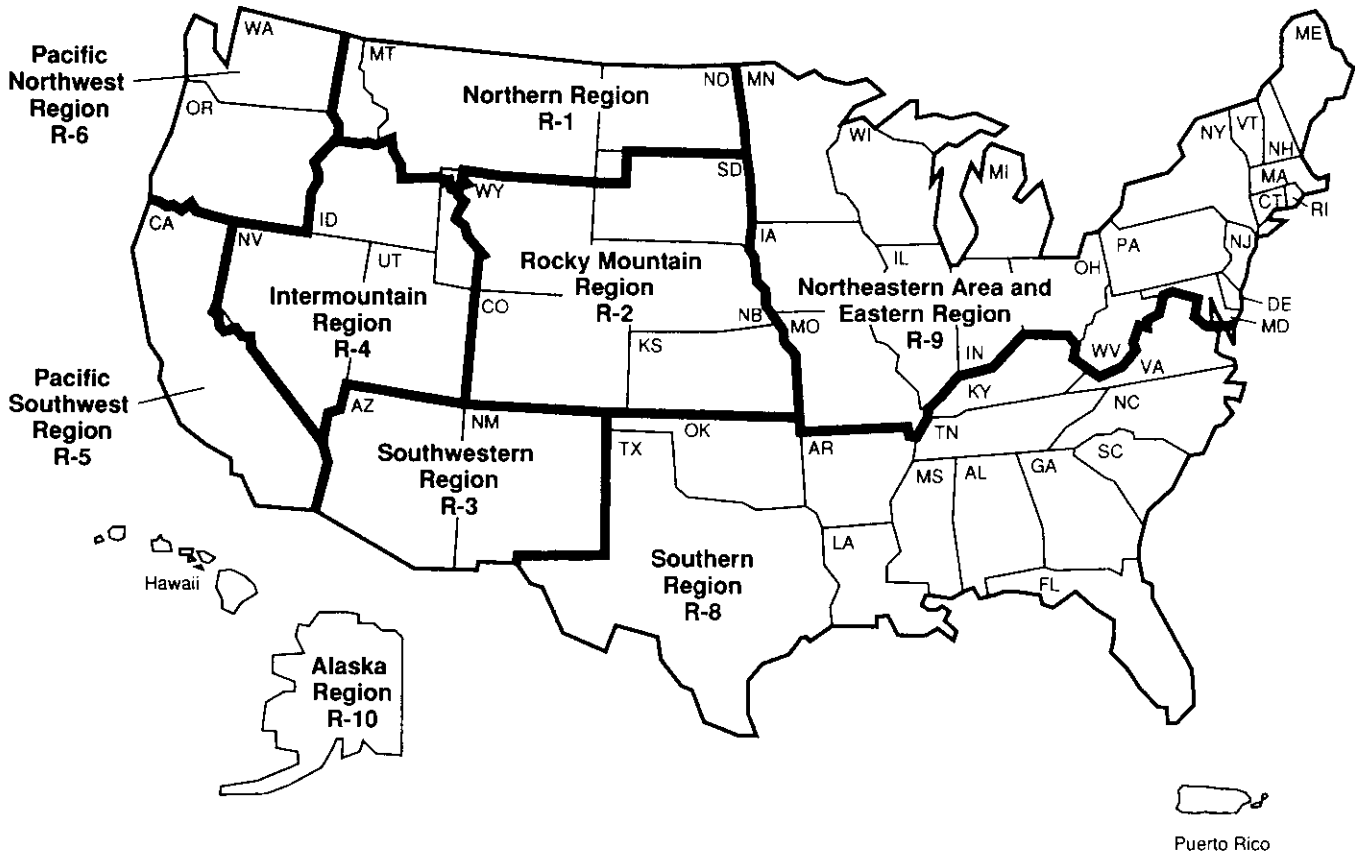 WA
MT
ME
Pacific
Northwest
Region
R-6
OR
Northern Region
R-1
ND
MN
WI
MI
NY
VT
NH
MA
CT
RI
SD
WY
CA
NV
ID
UT
IA
IL
OH
PA
NJ
DE
MD
Rocky Mountain
Region
R-2
Intermountain
Region
R-4
CO
NB
MO
KS
Northeastern Area and
Eastern Region
R-9
IN
WV
VA
KY
Pacific
Southwest
Region
R-5
AZ
NM
OK
TX
AR
TN
NC
SC
MS
AL
GA
LA
FL
Southwestern
Region
R-3
Southern
Region
R-8
Hawaii
Alaska
Region
R-10
Puerto Rico